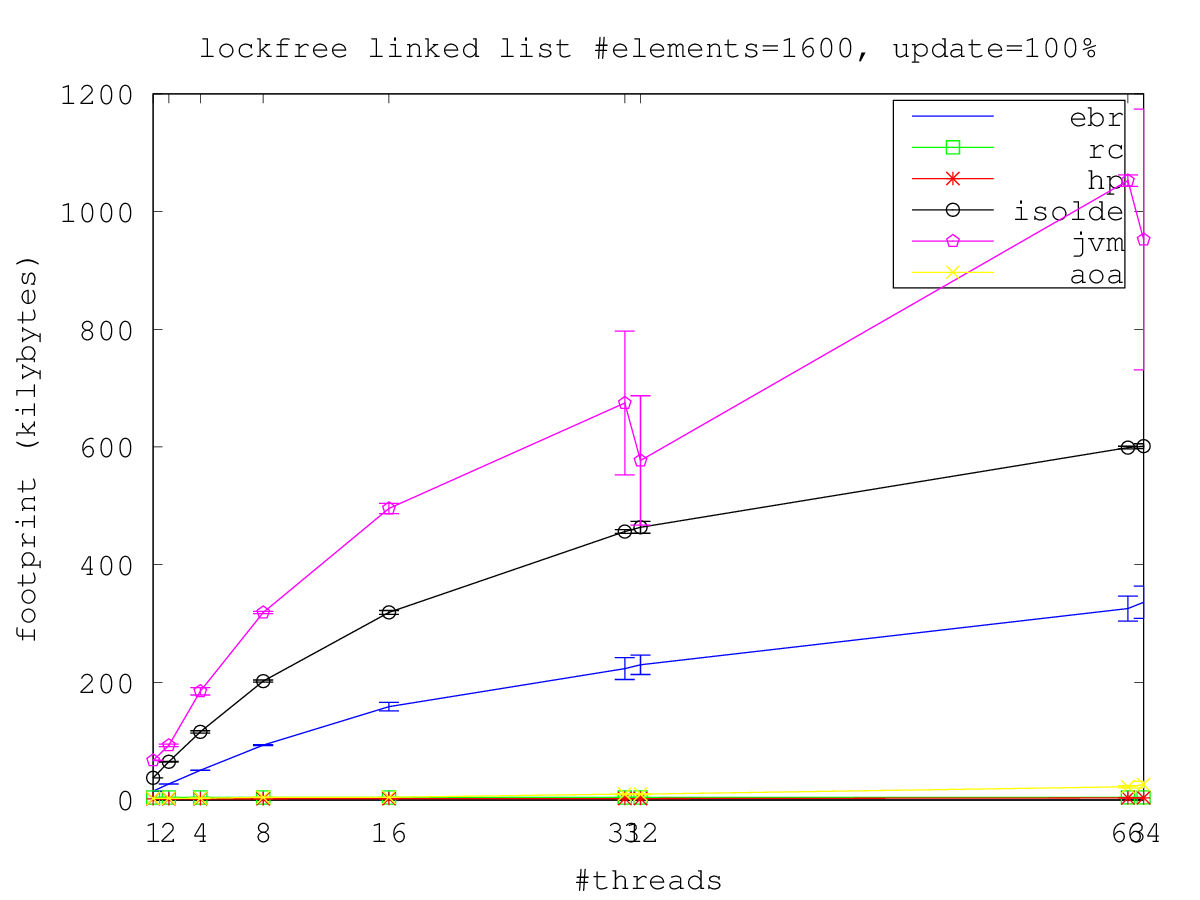 lockfree linked list #elements=1600, update=100%
1200
1000
800
600
400
200
0
footprint (kilybytes)
ebr
rc
hp
isolde
jvm
aoa
1 2 4 8 16 31 32 63 64
#threads